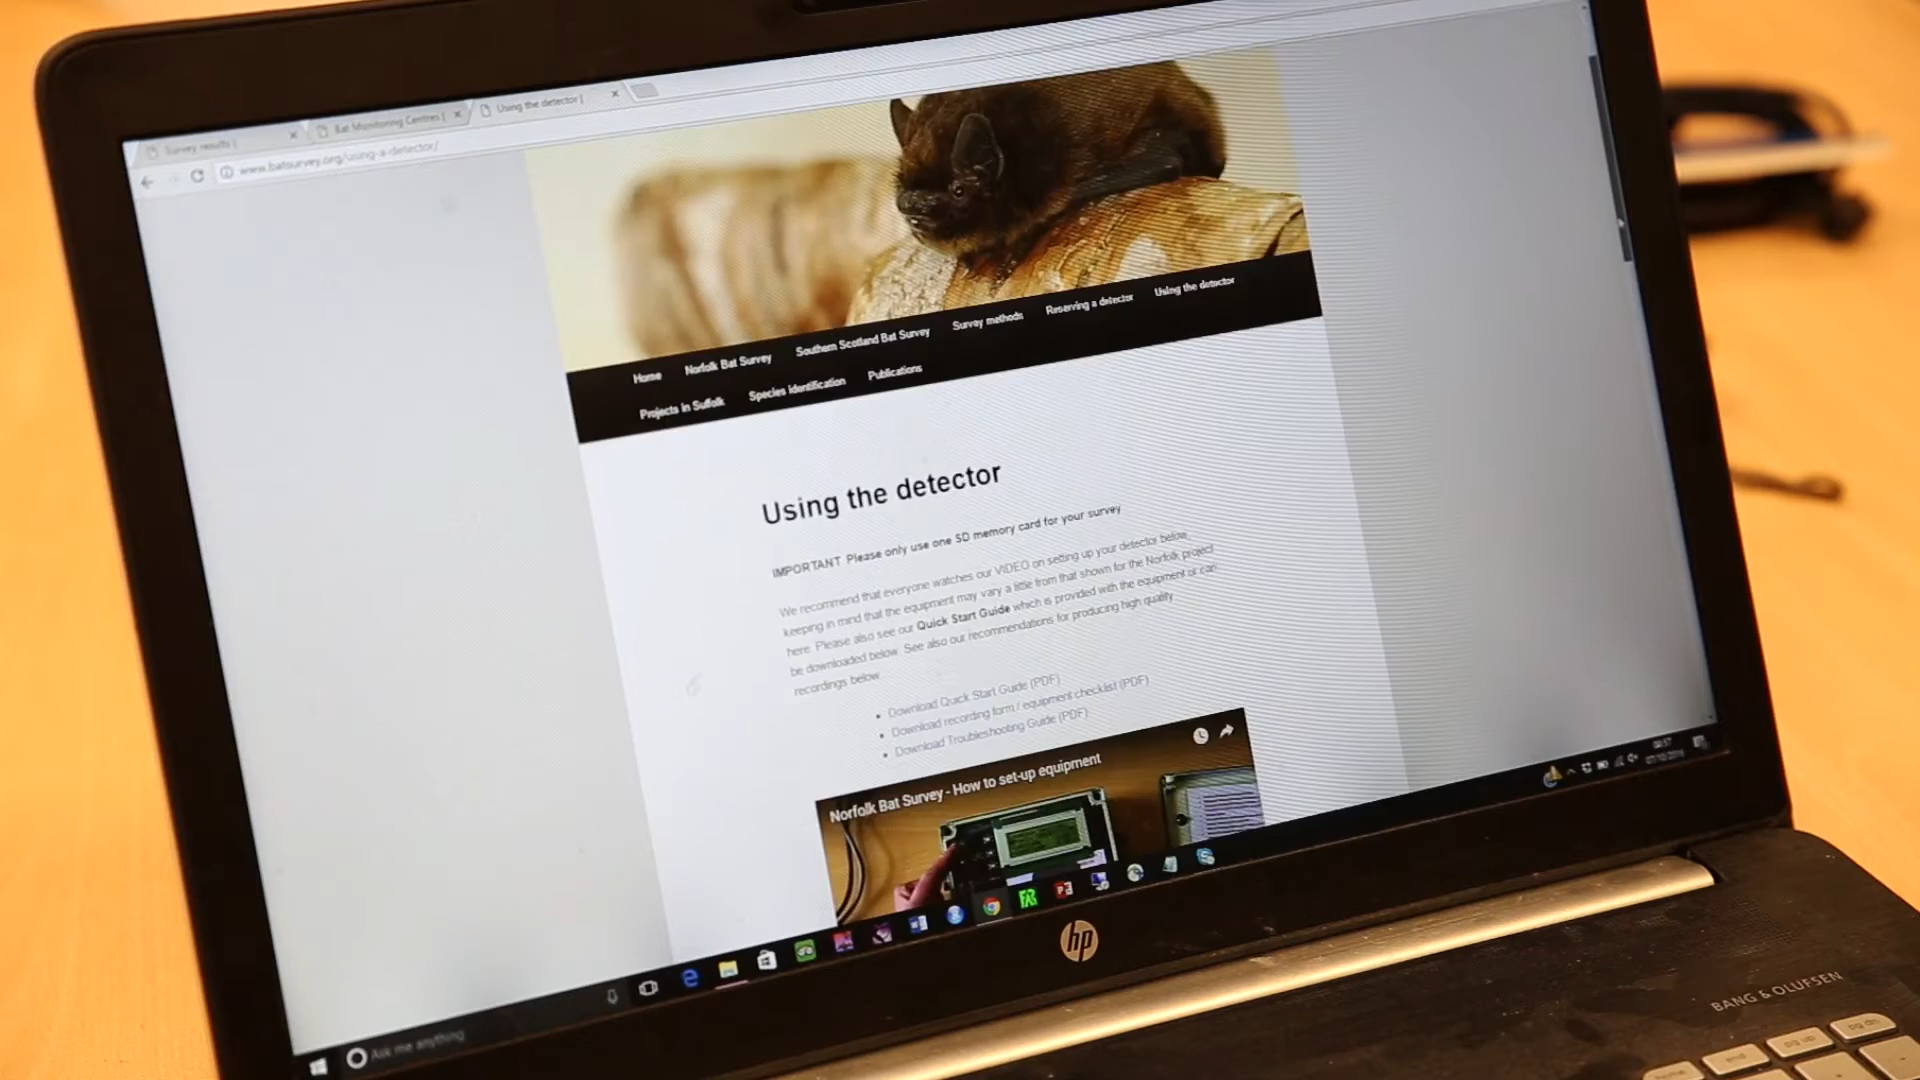 Survey results |
Bat Monitoring Centres |
Using the detector |
www.batsurvey.org/using-a-detector/
Home Norfolk Bat Survey Southern Scotland Bat Survey Survey methods Reserving a detector Using the detector
Projects in Suffolk Species identification Publications
Using the detector
IMPORTANT Please only use one SD memory card for your survey
We recommend that everyone watches our VIDEO on setting up your detector below,
keeping in mind that the equipment may vary a little from that shown for the Norfolk project
here. Please also see our Quick Start Guide which is provided with the equipment or can
be downloaded below. See also our recommendations for producing high quality
recordings below.
Download Quick Start Guide (PDF)
Download recording form / equipment checklist (PDF)
Download Troubleshooting Guide (PDF)
Norfolk Bat Survey - How to set-up equipment
Ask me anything
hp
BANG & OLUFSEN
end
pg up
pg dn